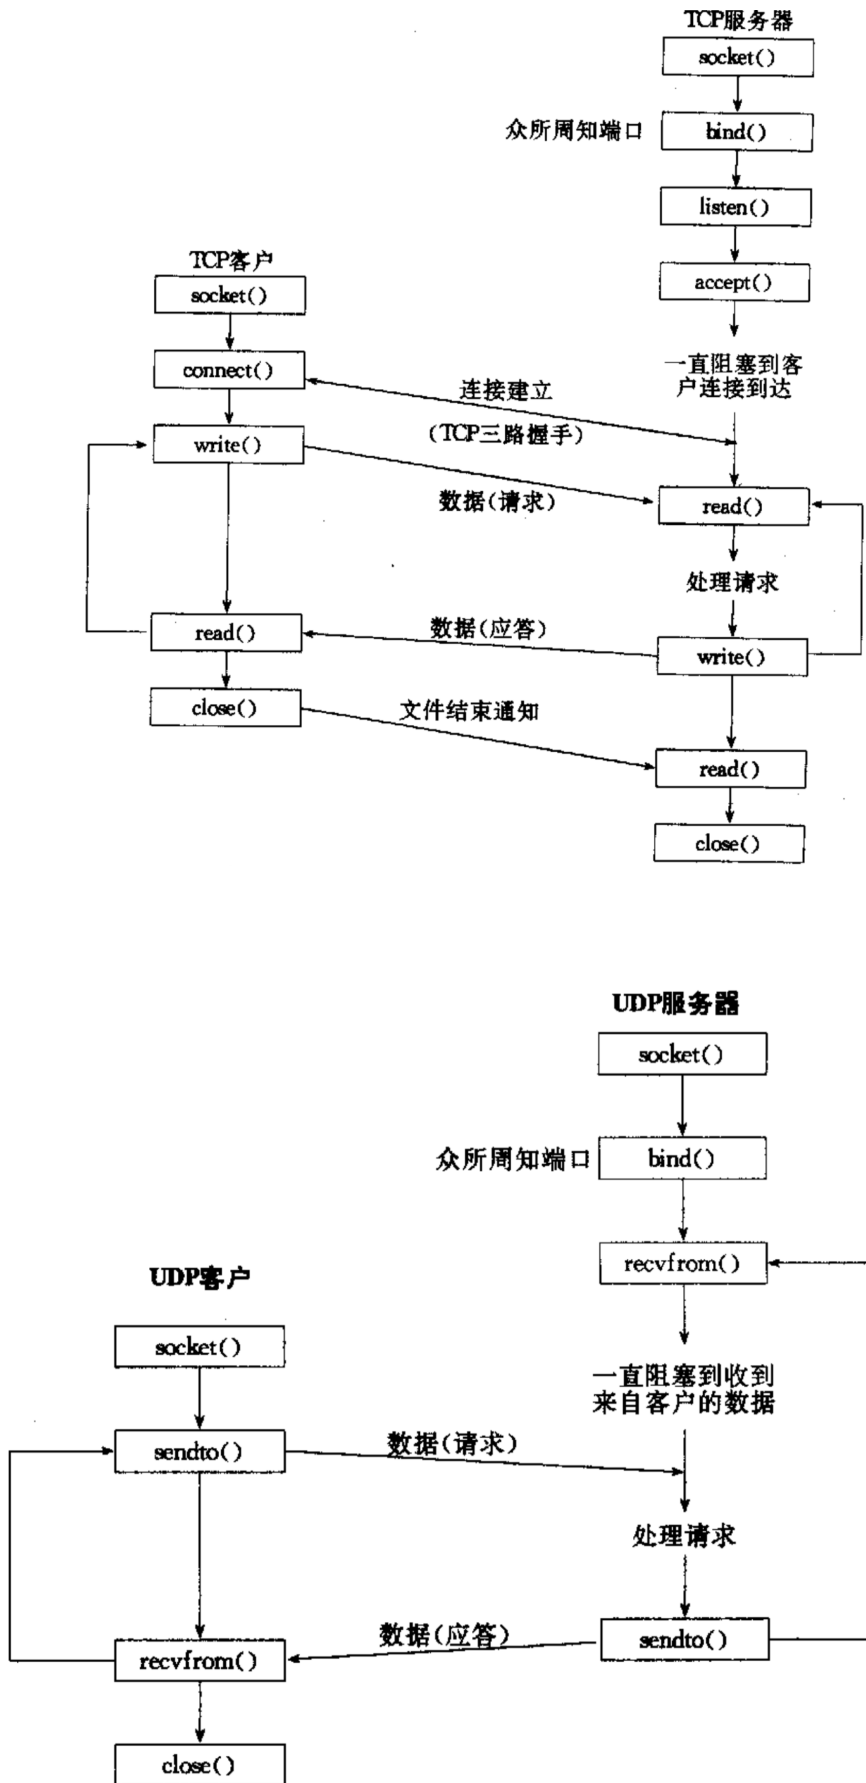 TCP服务器
socket()
众所周知端口
bind()
listen()
TCP客户
accept()
socket()
一直阻塞到客
户连接到达
connect()
连接建立
(TCP三路握手)
write()
数据(请求)
read()
处理请求
数据(应答)
read()
write()
close()
文件结束通知
read()
close()
UDP服务器
socket()
众所周知端口
bind()
recvfrom()
UDP客户
socket()
一直阻塞到收到
来自客户的数据
数据(请求)
sendto()
处理请求
数据(应答)
sendto()
recvfrom()
close()